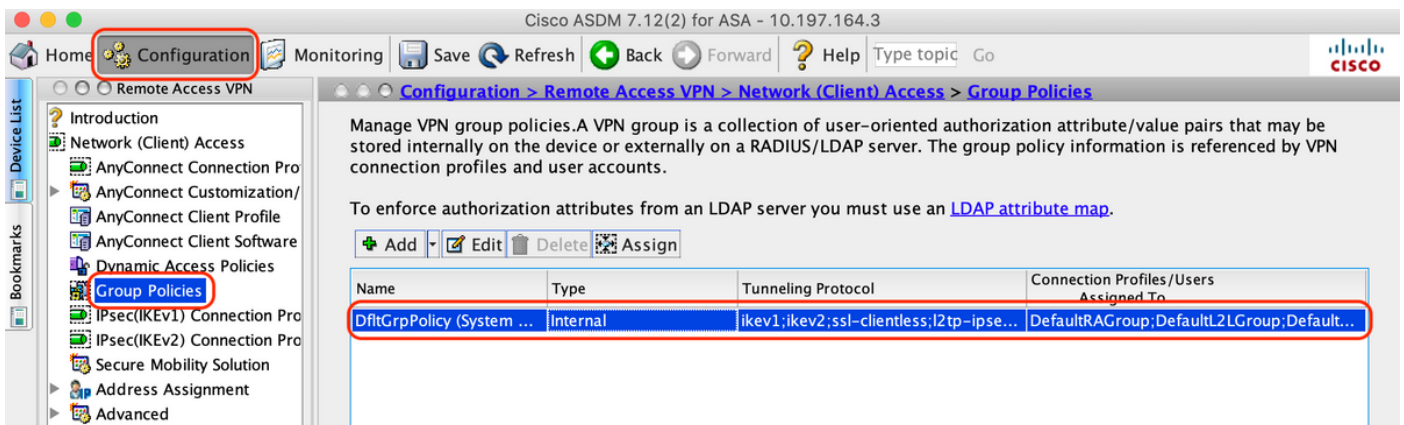 Cisco ASDM 7.12(2) for ASA - 10.197.164.3
Home Configuration Monitoring Save Refresh Back Forward Help Type topic Go
CISCO
Device List
Bookmarks
Remote Access VPN
Introduction
Network (Client) Access
AnyConnect Connection Pro
AnyConnect Customization/
AnyConnect Client Profile
AnyConnect Client Software
Dynamic Access Policies
Group Policies
IPsec(IKEv1) Connection Pro
IPsec(IKEv2) Connection Pro
Secure Mobility Solution
Address Assignment
Advanced
Configuration > Remote Access VPN > Network (Client) Access > Group Policies
Manage VPN group policies.A VPN group is a collection of user-oriented authorization attribute/value pairs that may be
stored internally on the device or externally on a RADIUS/LDAP server. The group policy information is referenced by VPN
connection profiles and user accounts.
To enforce authorization attributes from an LDAP server you must use an LDAP attribute map.
Add Edit Delete Assign
Name Type Tunneling Protocol Connection Profiles/Users
Assigned To
DfltGrpPolicy (System ... Internal ikev1;ikev2;ssl-clientless;l2tp-ipse... DefaultRAGroup;DefaultL2LGroup;Default...